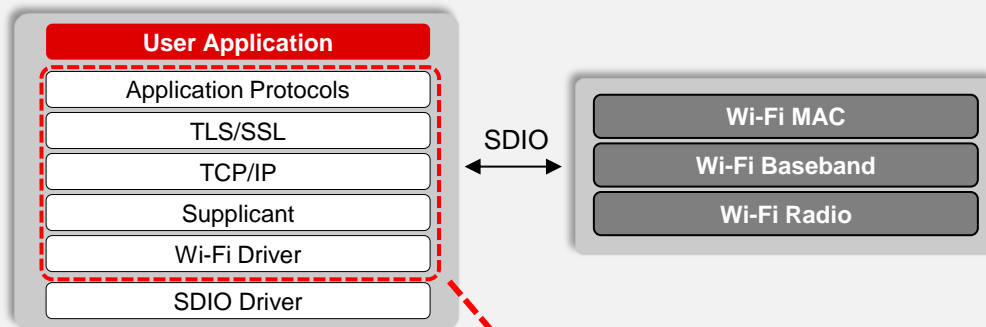 User Application
Application Protocols
TLS/SSL
TCP/IP
Supplicant
Wi-Fi Driver
SDIO Driver
SDIO
Wi-Fi MAC
Wi-Fi Baseband
Wi-Fi Radio